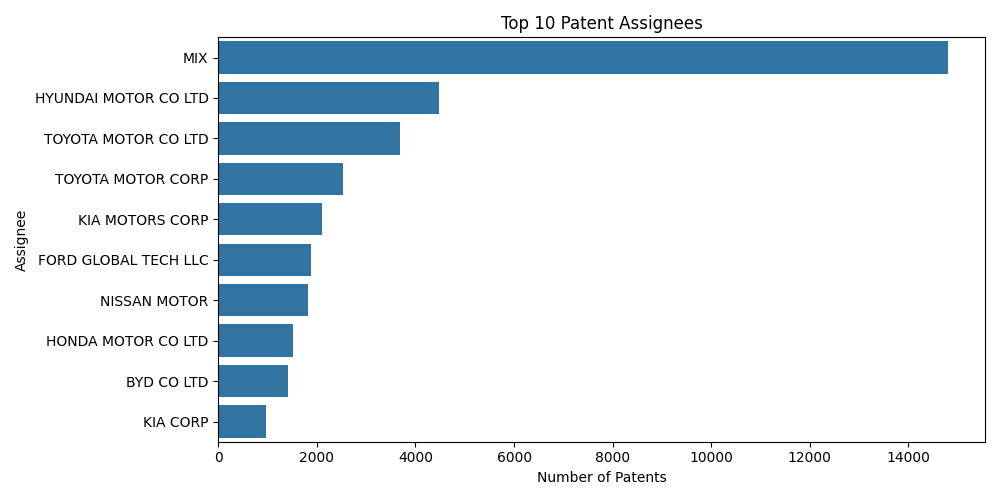 Top 10 Patent Assignees
Assignee
MIX
HYUNDAI MOTOR CO LTD
TOYOTA MOTOR CO LTD
TOYOTA MOTOR CORP
KIA MOTORS CORP
FORD GLOBAL TECH LLC
NISSAN MOTOR
HONDA MOTOR CO LTD
BYD CO LTD
KIA CORP
0 2000 4000 6000 8000 10000 12000 14000
Number of Patents